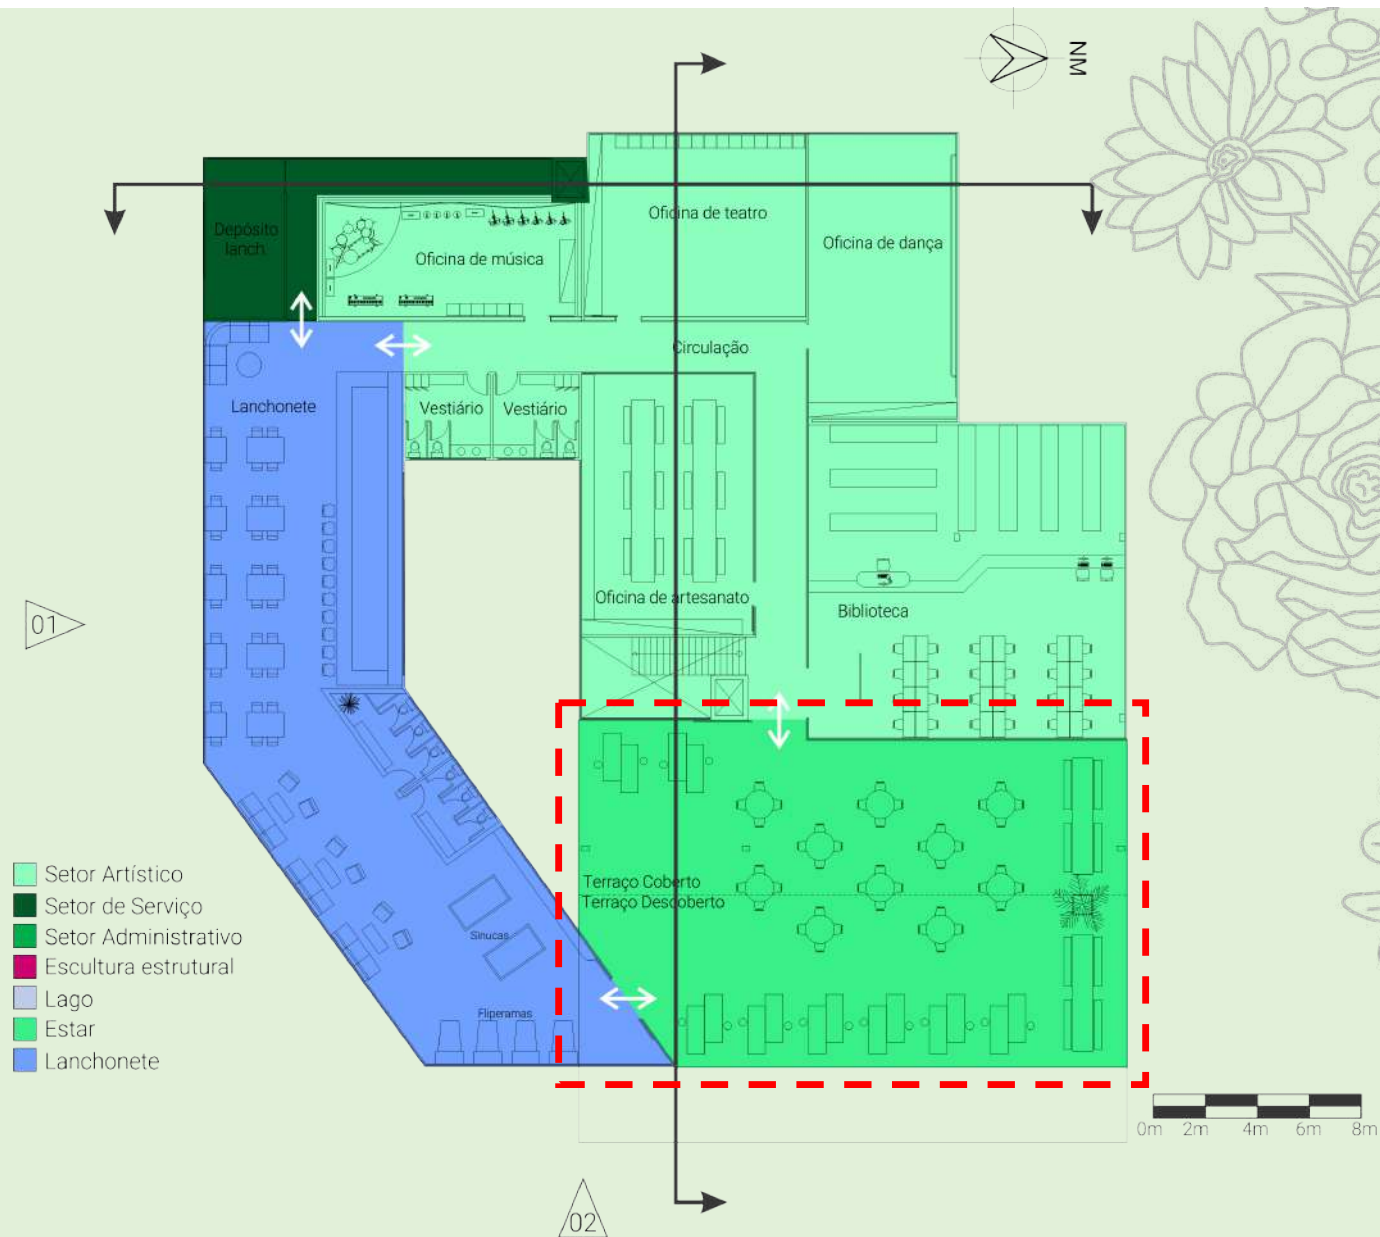 NM
Depósito
lanch.
Oficina de música
Oficina de teatro
Oficina de dança
Circulação
Lanchonete
Vestiário
Vestiário
Oficina de artesanato
Biblioteca
01
Terraço Coberto
Terraço Descoberto
Sinucas
Fliperamas
Setor Artístico
Setor de Serviço
Setor Administrativo
Escultura estrutural
Lago
Estar
Lanchonete
0m 2m 4m 6m 8m
02